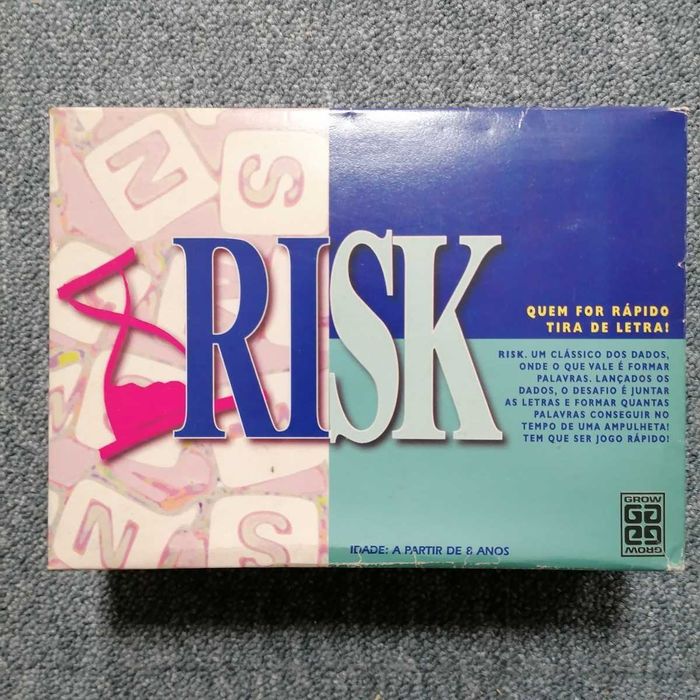 N
S
RISK
QUEM FOR RÁPIDO
TIRA DE LETRA!
RISK. UM CLÁSSICO DOS DADOS,
ONDE O QUE VALE É FORMAR
PALAVRAS. LANÇADOS OS
DADOS, O DESAFIO É JUNTAR
AS LETRAS E FORMAR QUANTAS
PALAVRAS CONSEGUIR NO
TEMPO DE UMA AMPULHETA!
TEM QUE SER JOGO RÁPIDO!
N
S
GROW
GROW
IDADE: A PARTIR DE 8 ANOS